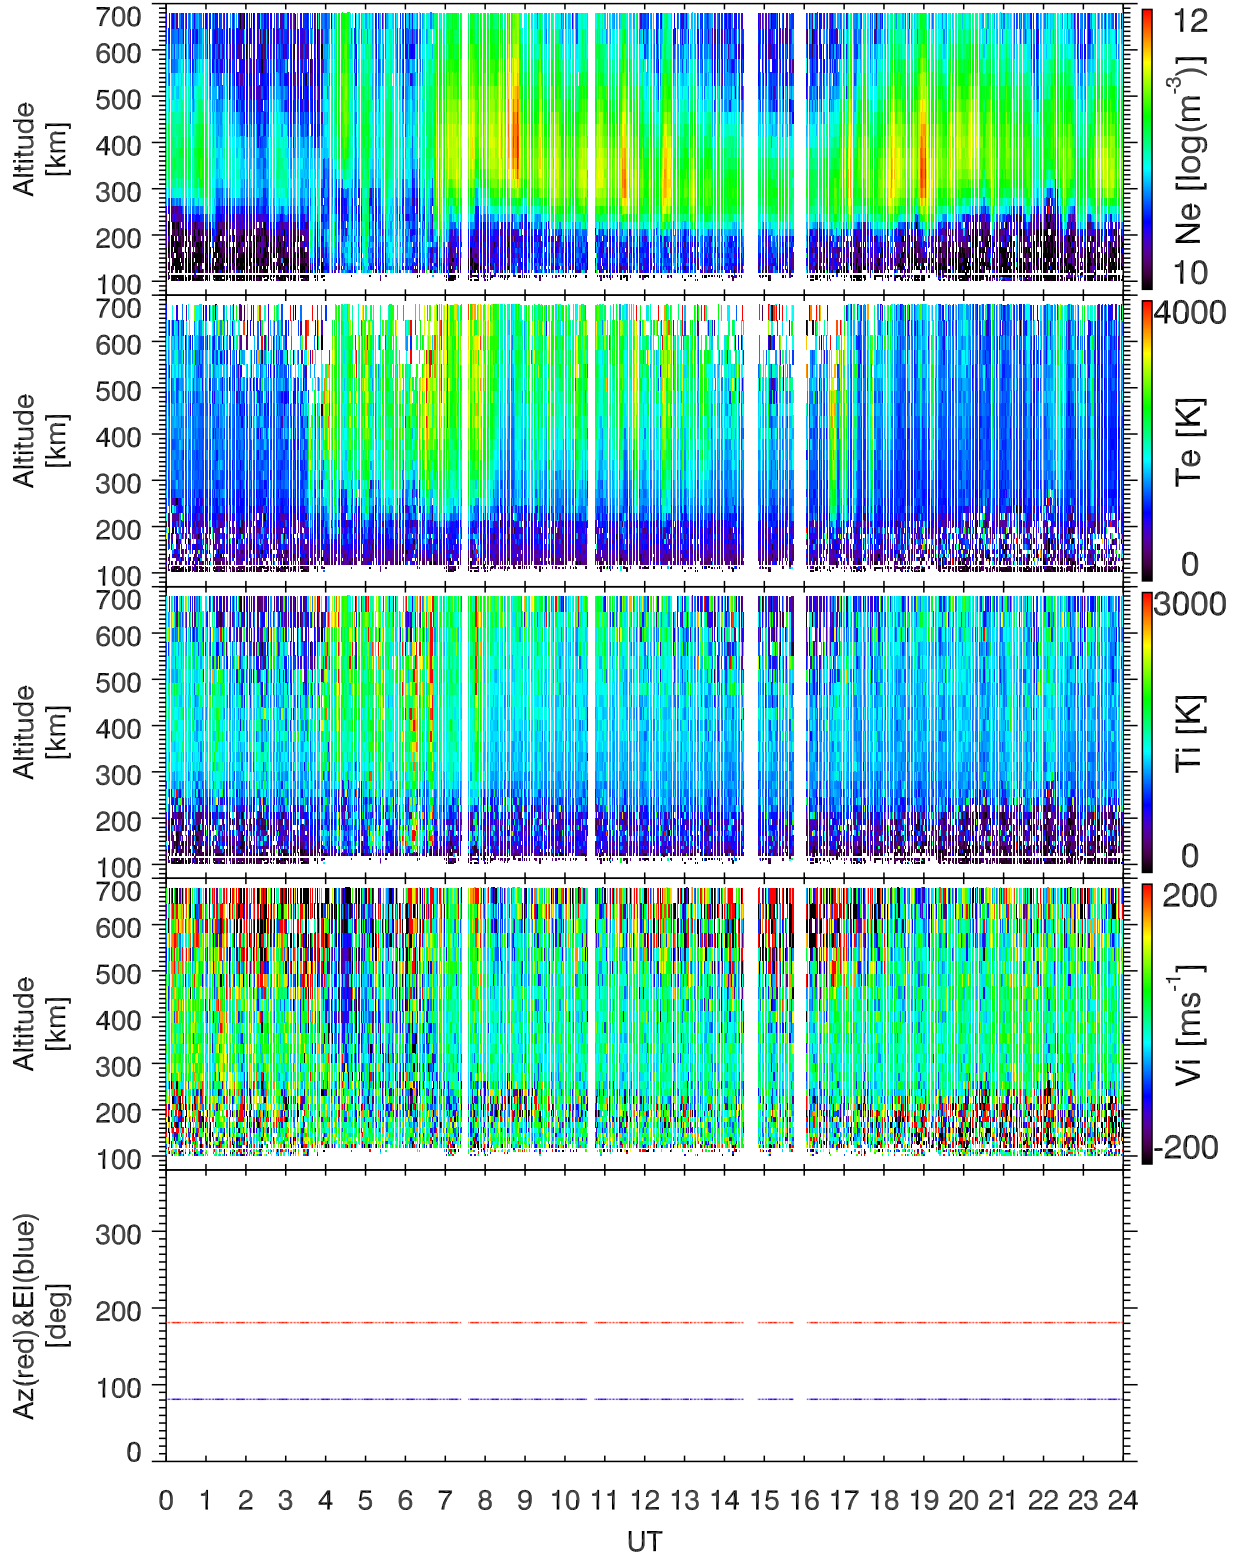 700
600
500
400
300
200
100
Altitude
[km]
12
10
Ne [log(m⁻³)]
700
600
500
400
300
200
100
Altitude
[km]
4000
0
Te [K]
700
600
500
400
300
200
100
Altitude
[km]
3000
0
Ti [K]
700
600
500
400
300
200
100
Altitude
[km]
200
-200
Vi [ms⁻¹]
300
200
100
0
Az(red)&El(blue)
[deg]
0 1 2 3 4 5 6 7 8 9 10 11 12 13 14 15 16 17 18 19 20 21 22 23 24
UT